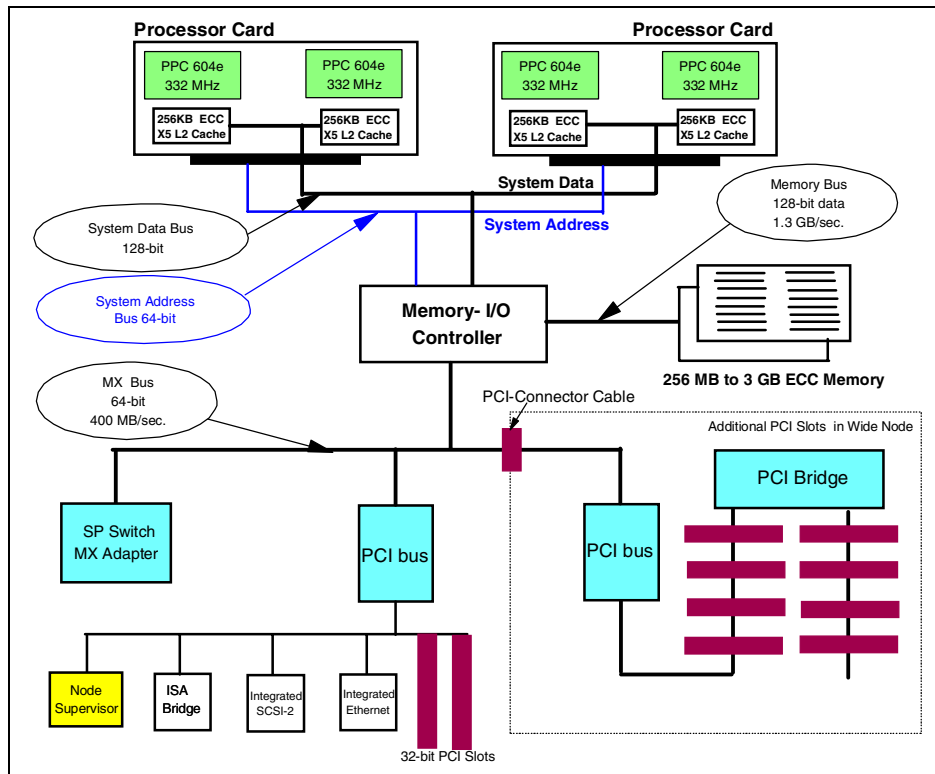 Processor Card
Processor Card
PPC 604e
332 MHz
PPC 604e
332 MHz
PPC 604e
332 MHz
PPC 604e
332 MHz
256KB ECC
X5 L2 Cache
256KB ECC
X5 L2 Cache
256KB ECC
X5 L2 Cache
256KB ECC
X5 L2 Cache
System Data
System Address
Memory Bus
128-bit data
1.3 GB/sec.
System Data Bus
128-bit
System Address
Bus 64-bit
Memory- I/O
Controller
256 MB to 3 GB ECC Memory
MX Bus
64-bit
400 MB/sec.
PCI-Connector Cable
Additional PCI Slots in Wide Node
PCI Bridge
SP Switch
MX Adapter
PCI bus
PCI bus
Node
Supervisor
ISA
Bridge
Integrated
SCSI-2
Integrated
Ethernet
32-bit PCI Slots